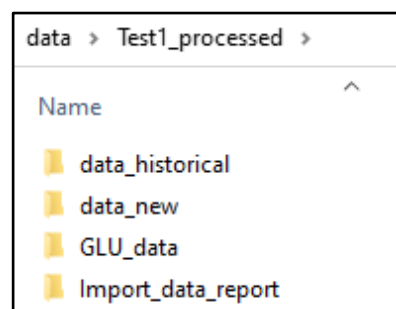 data > Test1_processed >
Name
data_historical
data_new
GLU_data
Import_data_report